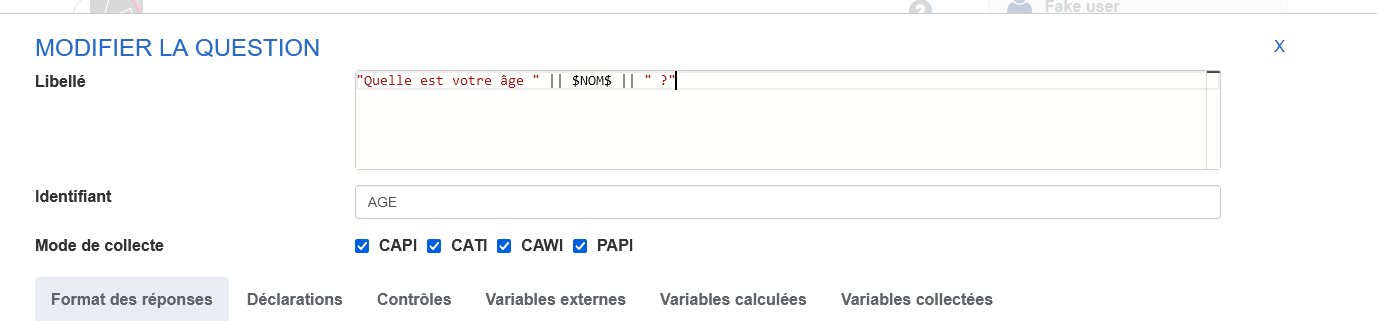 Fake user
MODIFIER LA QUESTION X
Libellé "Quelle est votre âge " || $NOM$ || " ?"
Identifiant AGE
Mode de collecte CAPI CATI CAWI PAPI
Format des réponses Déclarations Contrôles Variables externes Variables calculées Variables collectées